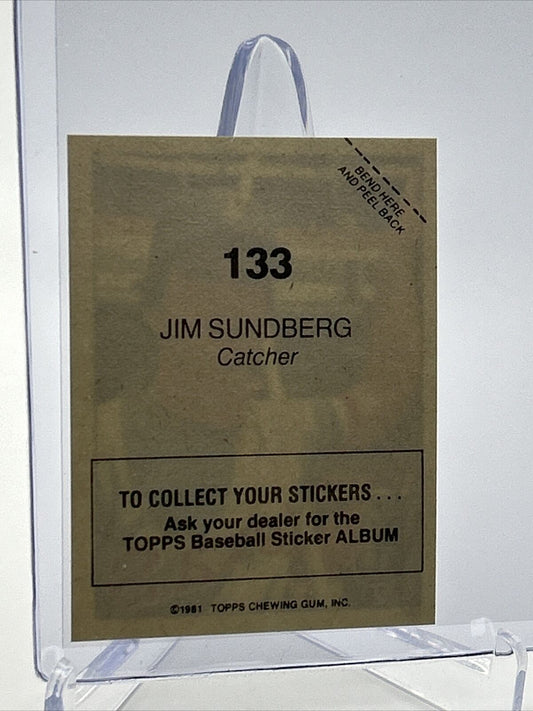 BEND HERE
AND PEEL BACK
133
JIM SUNDBERG
Catcher
TO COLLECT YOUR STICKERS...
Ask your dealer for the
TOPPS Baseball Sticker ALBUM
©1981 TOPPS CHEWING GUM, INC.